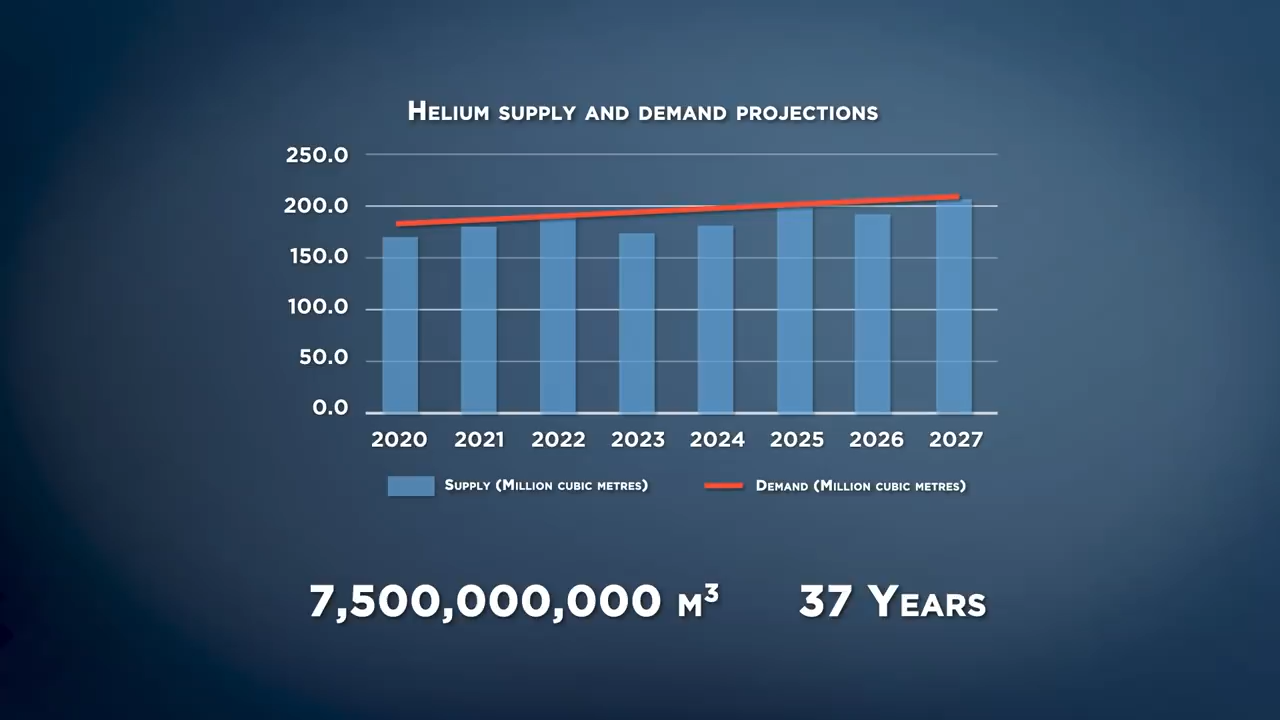 Helium supply and demand projections
250.0
200.0
150.0
100.0
50.0
0.0
2020 2021 2022 2023 2024 2025 2026 2027
Supply (Million cubic metres) Demand (Million cubic metres)
7,500,000,000 m³ 37 Years